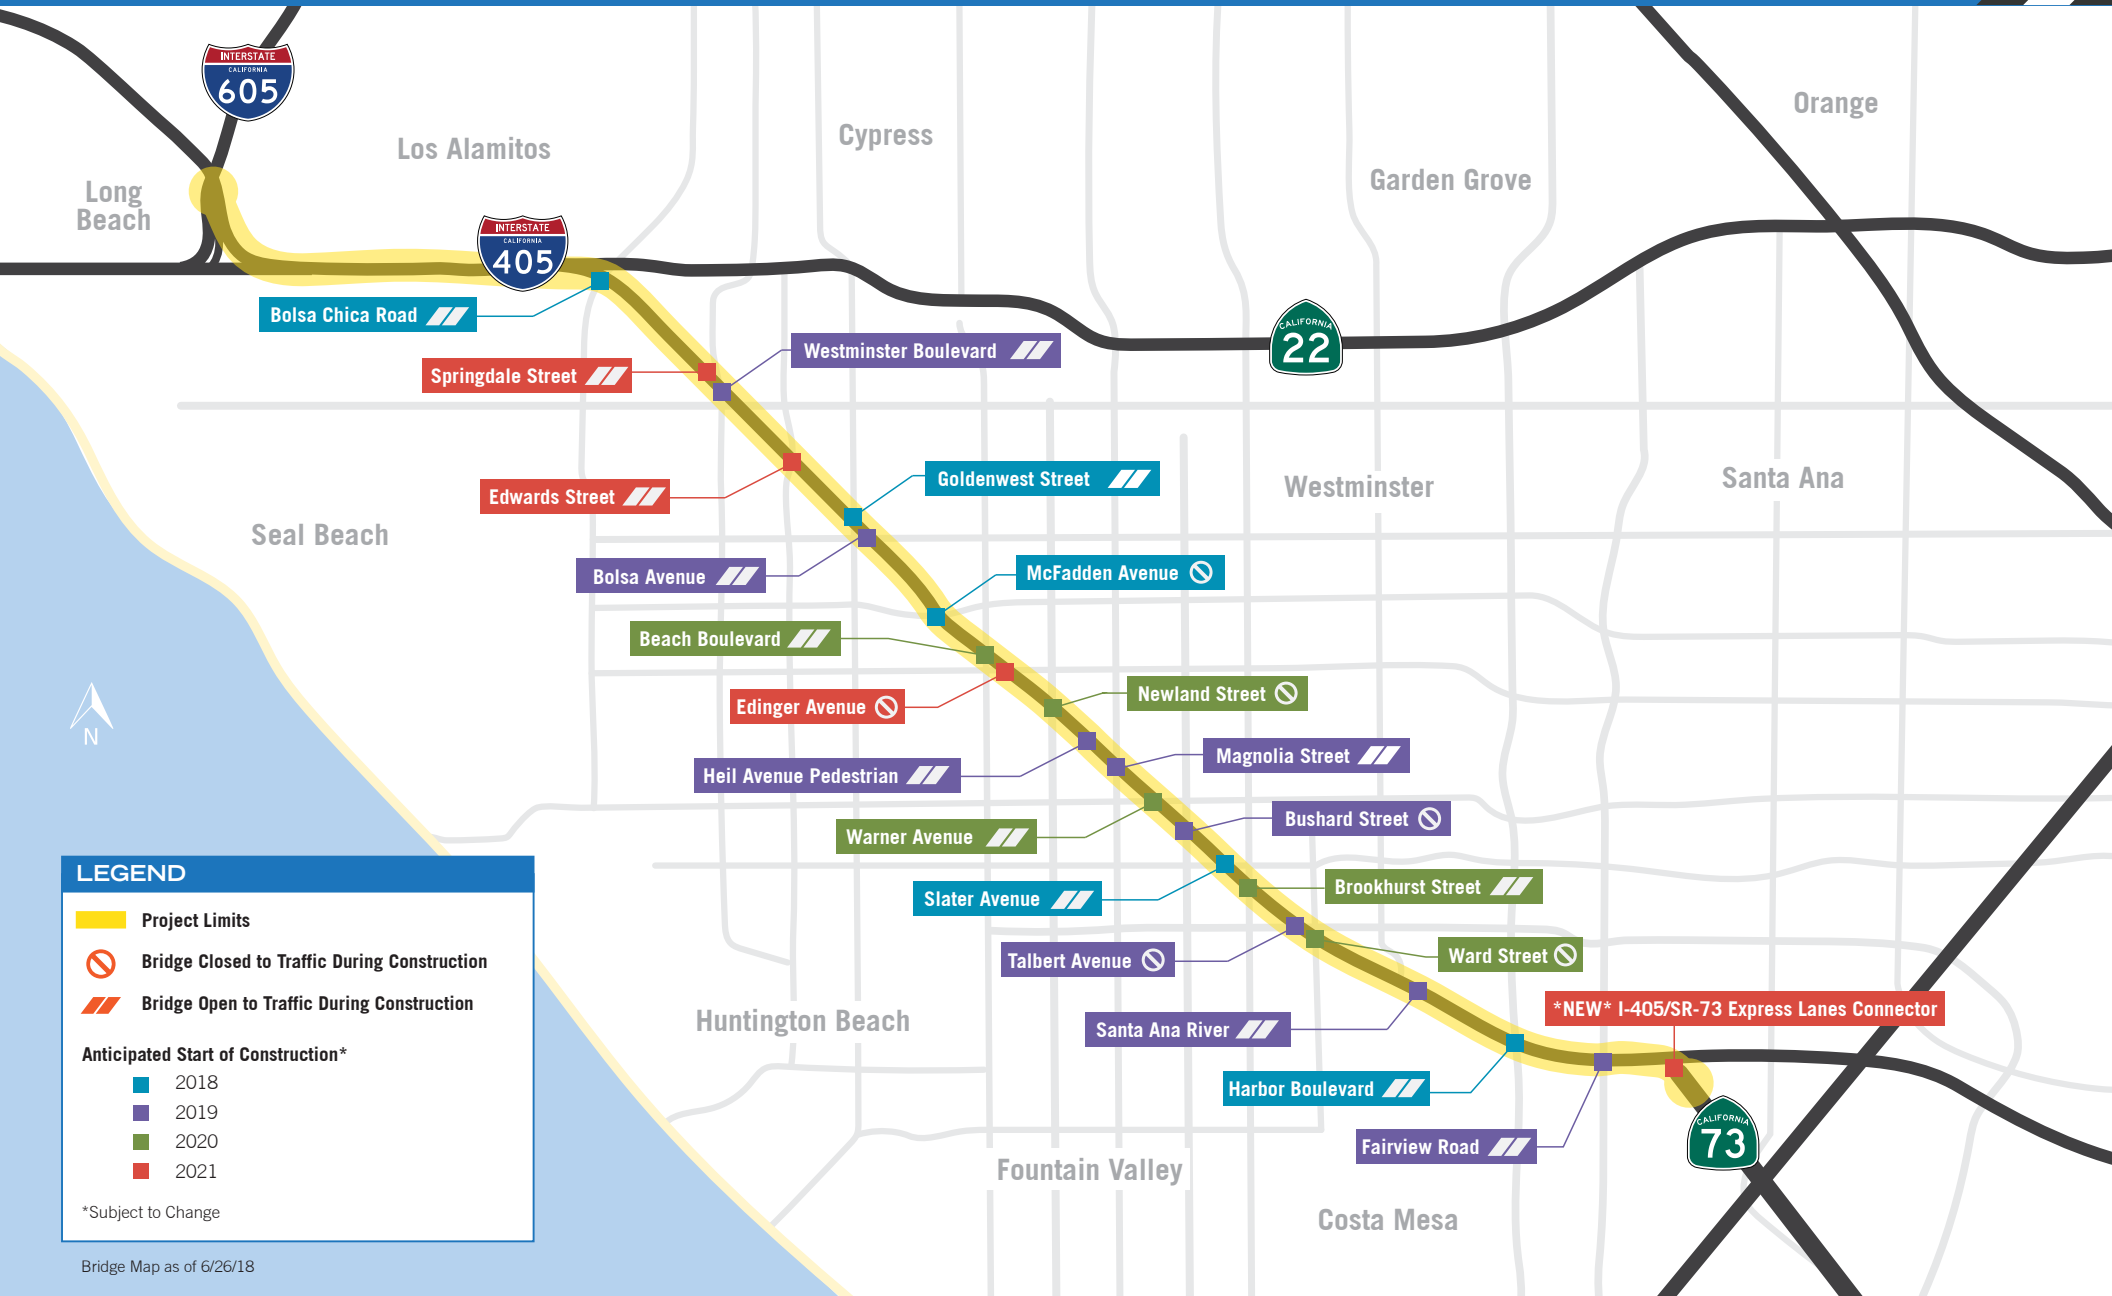 INTERSTATE
CALIFORNIA
605
Orange
Cypress
Los Alamitos
Garden Grove
Long
Beach
INTERSTATE
CALIFORNIA
405
Bolsa Chica Road
CALIFORNIA
22
Westminster Boulevard
Springdale Street
Goldenwest Street
Westminster
Santa Ana
Edwards Street
Seal Beach
McFadden Avenue
Bolsa Avenue
Beach Boulevard
Newland Street
Edinger Avenue
N
Magnolia Street
Heil Avenue Pedestrian
Bushard Street
Warner Avenue
Brookhurst Street
Slater Avenue
Ward Street
Talbert Avenue
*NEW* I-405/SR-73 Express Lanes Connector
Huntington Beach
Santa Ana River
Harbor Boulevard
CALIFORNIA
73
Fairview Road
Fountain Valley
Costa Mesa
LEGEND
Project Limits
Bridge Closed to Traffic During Construction
Bridge Open to Traffic During Construction
Anticipated Start of Construction*
2018
2019
2020
2021
*Subject to Change
Bridge Map as of 6/26/18